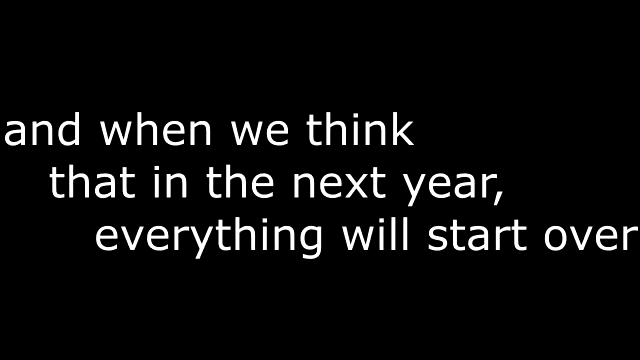 and when we think
that in the next year,
everything will start over